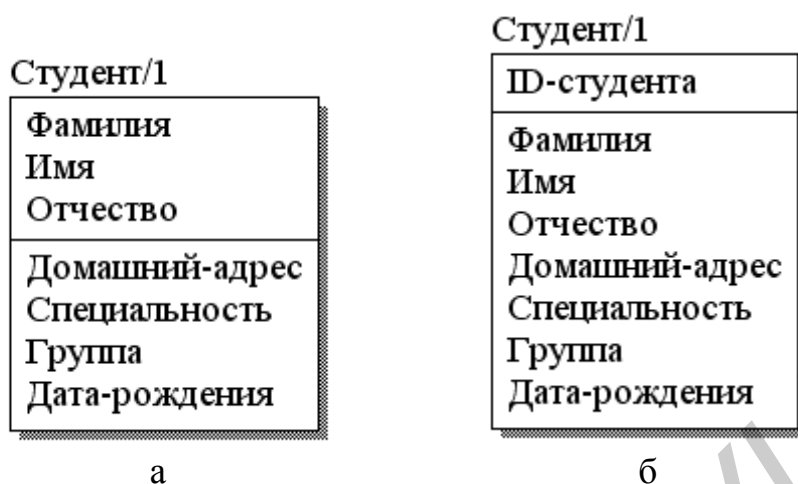 Студент/1
Фамилия
Имя
Отчество
Домашний-адрес
Специальность
Группа
Дата-рождения
а
Студент/1
ID-студента
Фамилия
Имя
Отчество
Домашний-адрес
Специальность
Группа
Дата-рождения
б